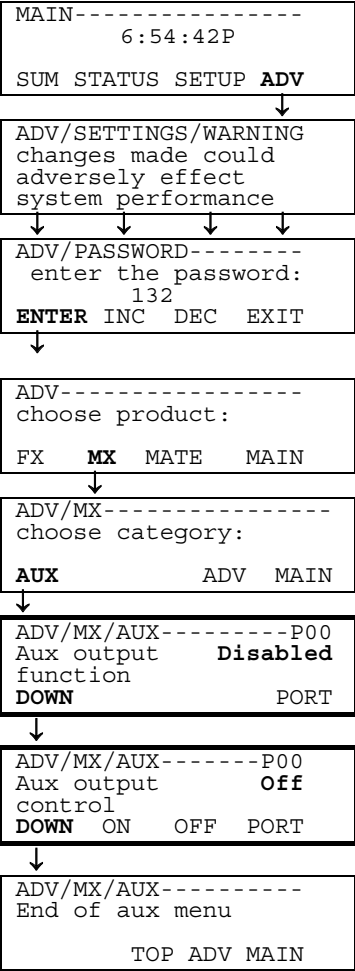 MAIN----------------
6:54:42P
SUM STATUS SETUP ADV
ADV/SETTINGS/WARNING
changes made could
adversely effect
system performance
ADV/PASSWORD--------
enter the password:
132
ENTER INC DEC EXIT
ADV-----------------
choose product:
FX MX MATE MAIN
ADV/MX--------------
choose category:
AUX ADV MAIN
ADV/MX/AUX---------P00
Aux output Disabled
function
DOWN PORT
ADV/MX/AUX-------P00
Aux output Off
control
DOWN ON OFF PORT
ADV/MX/AUX----------
End of aux menu
TOP ADV MAIN